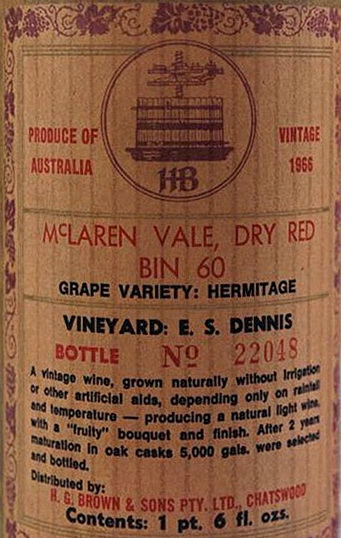 PRODUCE OF AUSTRALIA
VINTAGE 1966
HB
McLAREN VALE, DRY RED
BIN 60
GRAPE VARIETY: HERMITAGE
VINEYARD: E. S. DENNIS
BOTTLE No 22048
A vintage wine, grown naturally without irrigation
or other artificial aids, depending only on rainfall
and temperature — producing a natural light wine,
with a "fruity" bouquet and finish. After 2 years
maturation in oak casks 5,000 gals. were selected
and bottled.
Distributed by:
H. G. BROWN & SONS PTY. LTD., CHATSWOOD
Contents: 1 pt. 6 fl. ozs.